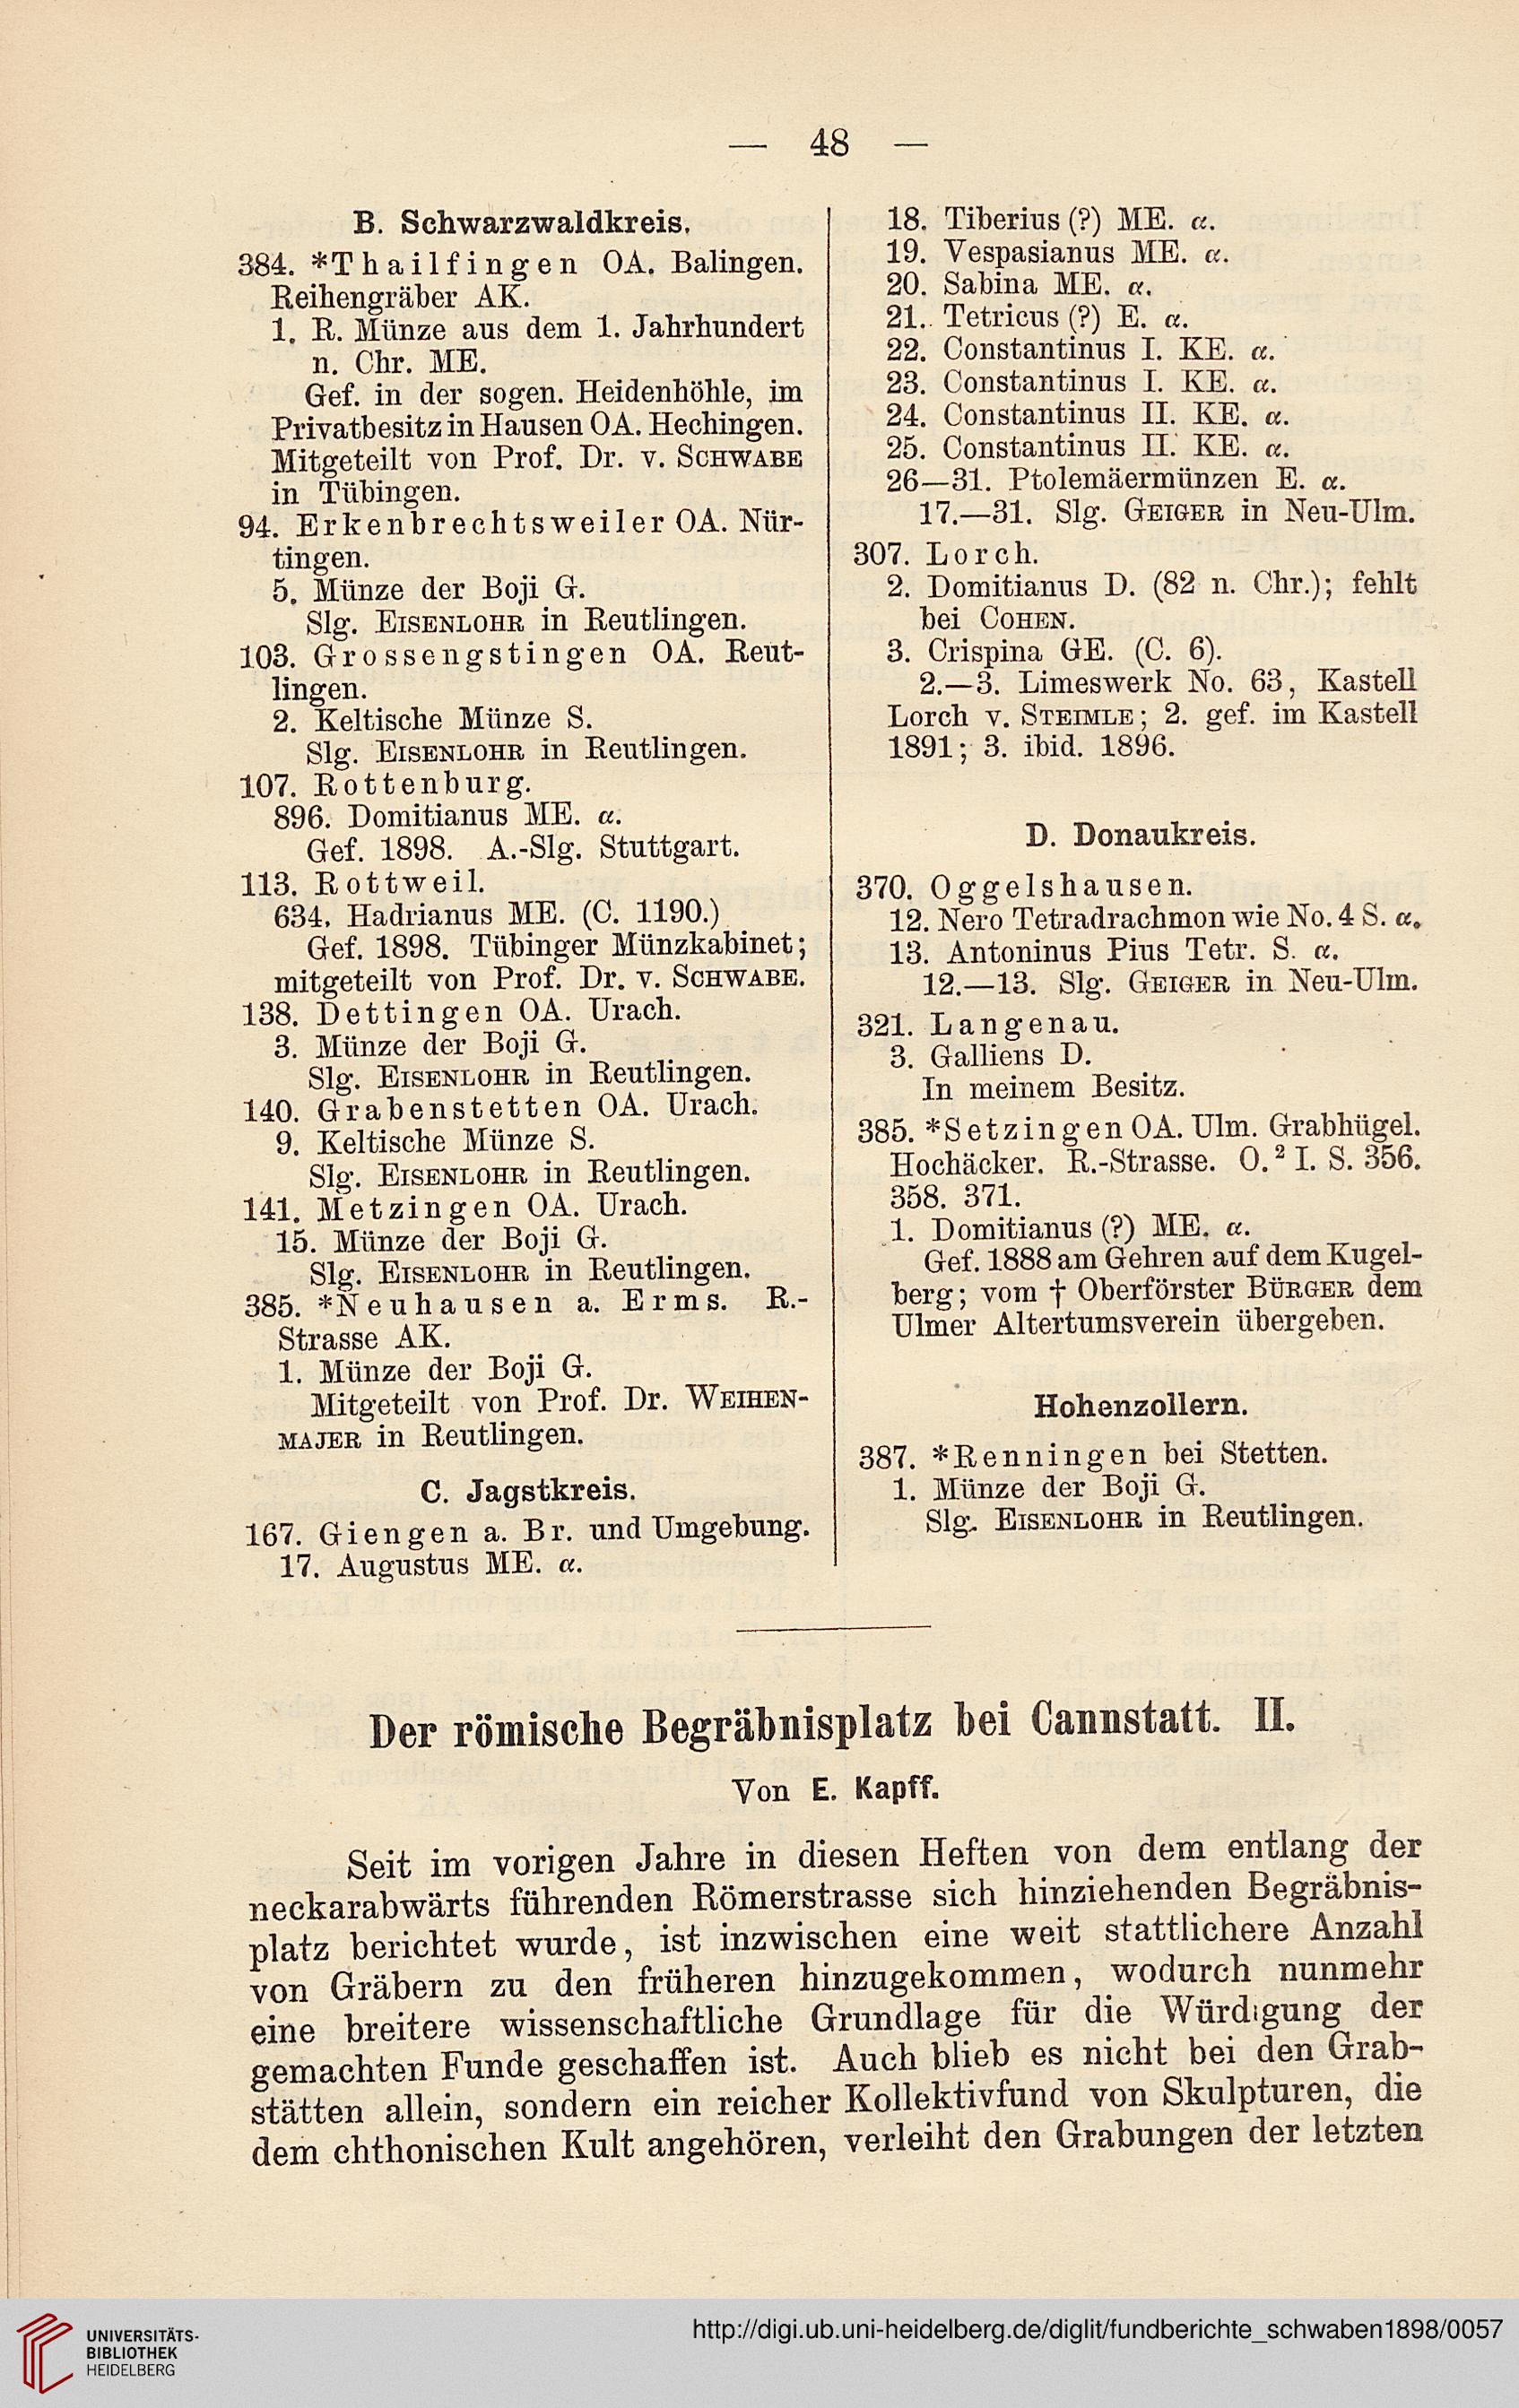 — 48 —
B. Schwarzwaldkreis.
384. *Thailfingen OA. Balingen.
Reihengräber AK.
1. R. Münze aus dem 1. Jahrhundert
n. Chr. ME.
Gef. in der sogen. Heidenhöhle, im
Privatbesitz in Hausen OA. Hechingen.
Mitgeteilt von Prof. Dr. v. SCHWABE
in Tübingen.
94. Erkenbrechtsweiler OA. Nür-
tingen.
5. Münze der Boji G.
Slg. EISENLOHR in Reutlingen.
103. Grossengstingen OA. Reut-
lingen.
2. Keltische Münze S.
Slg. EISENLOHR in Reutlingen.
107. Rottenburg.
896. Domitianus ME. α.
Gef. 1898. A.-Slg. Stuttgart.
113. Rottweil.
634. Hadrianus ME. (C. 1190.)
Gef. 1898. Tübinger Münzkabinet;
mitgeteilt von Prof. Dr. v. SCHWABE.
138. Dettingen OA. Urach.
3. Münze der Boji G.
Slg. EISENLOHR in Reutlingen.
140. Grabenstetten OA. Urach.
9. Keltische Münze S.
Slg. EISENLOHR in Reutlingen.
141. Metzingen OA. Urach.
15. Münze der Boji G.
Slg. EISENLOHR in Reutlingen.
385. *Neuhausen a. Erms. R.-
Strasse AK.
1. Münze der Boji G.
Mitgeteilt von Prof. Dr. WEIHEN-
MAJER in Reutlingen.
C. Jagstkreis.
167. Giengen a. Br. und Umgebung.
17. Augustus ME. α.
18. Tiberius (?) ME. α.
19. Vespasianus ME. α.
20. Sabina ME. α.
21. Tetricus (?) E. α.
22. Constantinus I. KE. α.
23. Constantinus I. KE. α.
24. Constantinus II. KE. α.
25. Constantinus II. KE. α.
26—31. Ptolemäermünzen E. α.
17.—31. Slg. GEIGER in Neu-Ulm.
307. Lorch.
2. Domitianus D. (82 n. Chr.); fehlt
bei COHEN.
3. Crispina GE. (C. 6).
2.—3. Limeswerk No. 63, Kastell
Lorch v. STEIMLE; 2. gef. im Kastell
1891; 3. ibid. 1896.
D. Donaukreis.
370. Oggelshausen.
12. Nero Tetradrachmon wie No. 4 S. α.
13. Antoninus Pius Tetr. S. α.
12.—13. Slg. GEIGER in Neu-Ulm.
321. Langenau.
3. Galliens D.
In meinem Besitz.
385. *Setzingen OA. Ulm. Grabhügel.
Hochäcker. R.-Strasse. O.² I. S. 356.
358. 371.
1. Domitianus (?) ME. α.
Gef. 1888 am Gehren auf dem Kugel-
berg; vom † Oberförster BÜRGER dem
Ulmer Altertumsverein übergeben.
Hohenzollern.
387. *Renningen bei Stetten.
1. Münze der Boji G.
Slg. EISENLOHR in Reutlingen.
Der römische Begräbnisplatz bei Cannstatt. II.
Von E. Kapff.
Seit im vorigen Jahre in diesen Heften von dem entlang der
neckarabwärts führenden Römerstrasse sich hinziehenden Begräbnis-
platz berichtet wurde, ist inzwischen eine weit stattlichere Anzahl
von Gräbern zu den früheren hinzugekommen, wodurch nunmehr
eine breitere wissenschaftliche Grundlage für die Würdigung der
gemachten Funde geschaffen ist. Auch blieb es nicht bei den Grab-
stätten allein, sondern ein reicher Kollektivfund von Skulpturen, die
dem chthonischen Kult angehören, verleiht den Grabungen der letzten
UNIVERSITÄTS-
BIBLIOTHEK
HEIDELBERG
http://digi.ub.uni-heidelberg.de/diglit/fundberichte_schwaben1898/0057